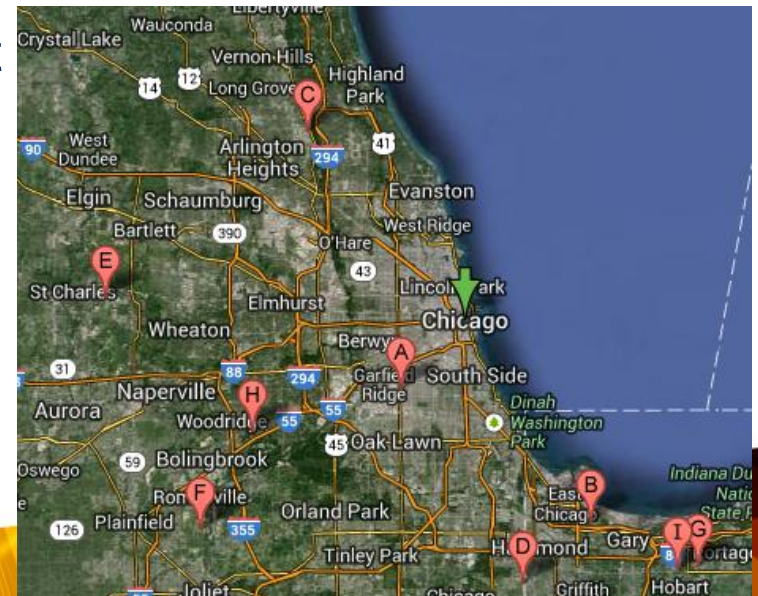 Libertyville
Wauconda
Crystal Lake
Vernon Hills
12
14
Highland
Park
Long Grove
C
41
West
Dundee
90
Arlington
Heights
294
Elgin
Schaumburg
Evanston
Bartlett
390
West Ridge
O'Hare
43
E
St Charles
Lincoln Park
Elmhurst
Chicago
Wheaton
Berwyn
A
31
88
294
Garfield
Ridge
South Side
Naperville
H
Aurora
Woodridge
55
55
Dinah
Washington
Park
45
Oak Lawn
59
Bolingbrook
Oswego
F
Romeoville
B
East
Chicago
Indiana Du
Natio
State P
126
Plainfield
355
Orland Park
D
Hammond
Gary
I
G
8
Portage
Tinley Park
Joliet
Chicago
Griffith
Hobart